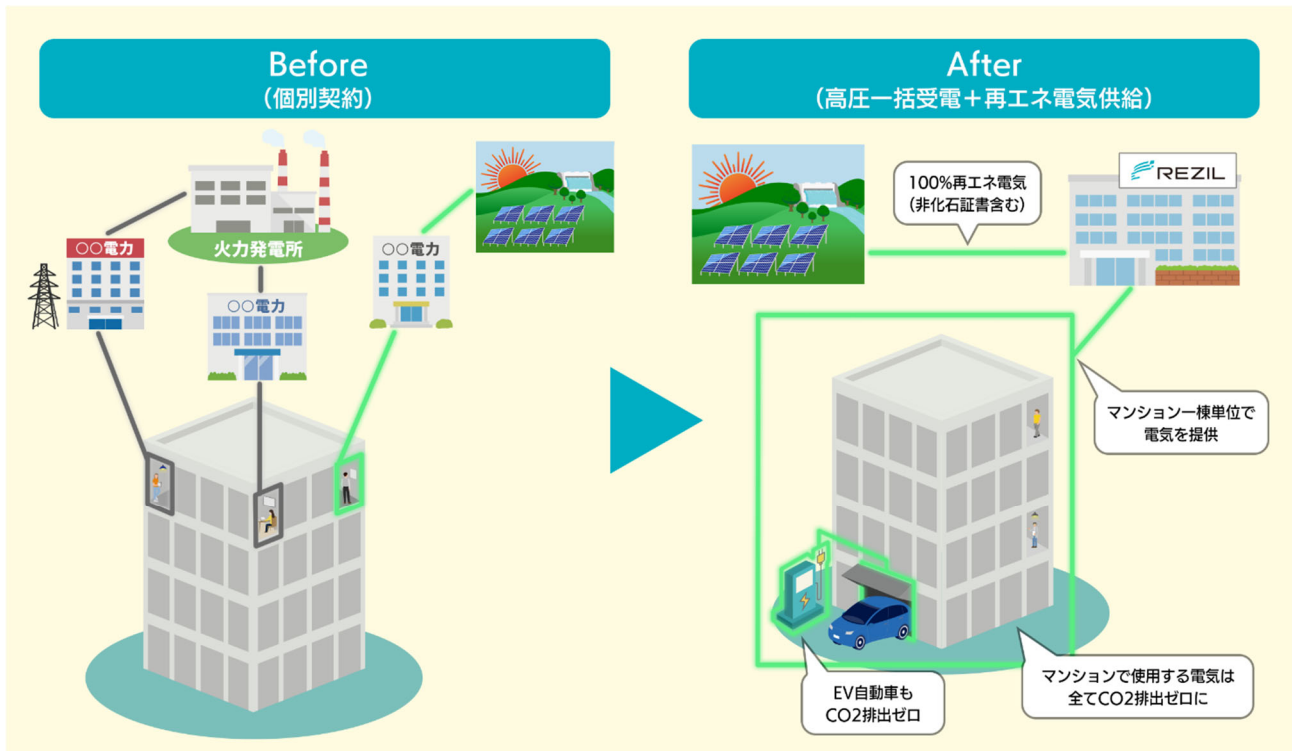 Before
(個別契約)
火力発電所
○○電力
○○電力
○○電力
After
(高圧一括受電+再エネ電気供給)
100%再エネ電気
(非化石証書含む)
REZIL
マンション一棟単位で
電気を提供
EV自動車も
CO2排出ゼロ
マンションで使用する電気は
全てCO2排出ゼロに